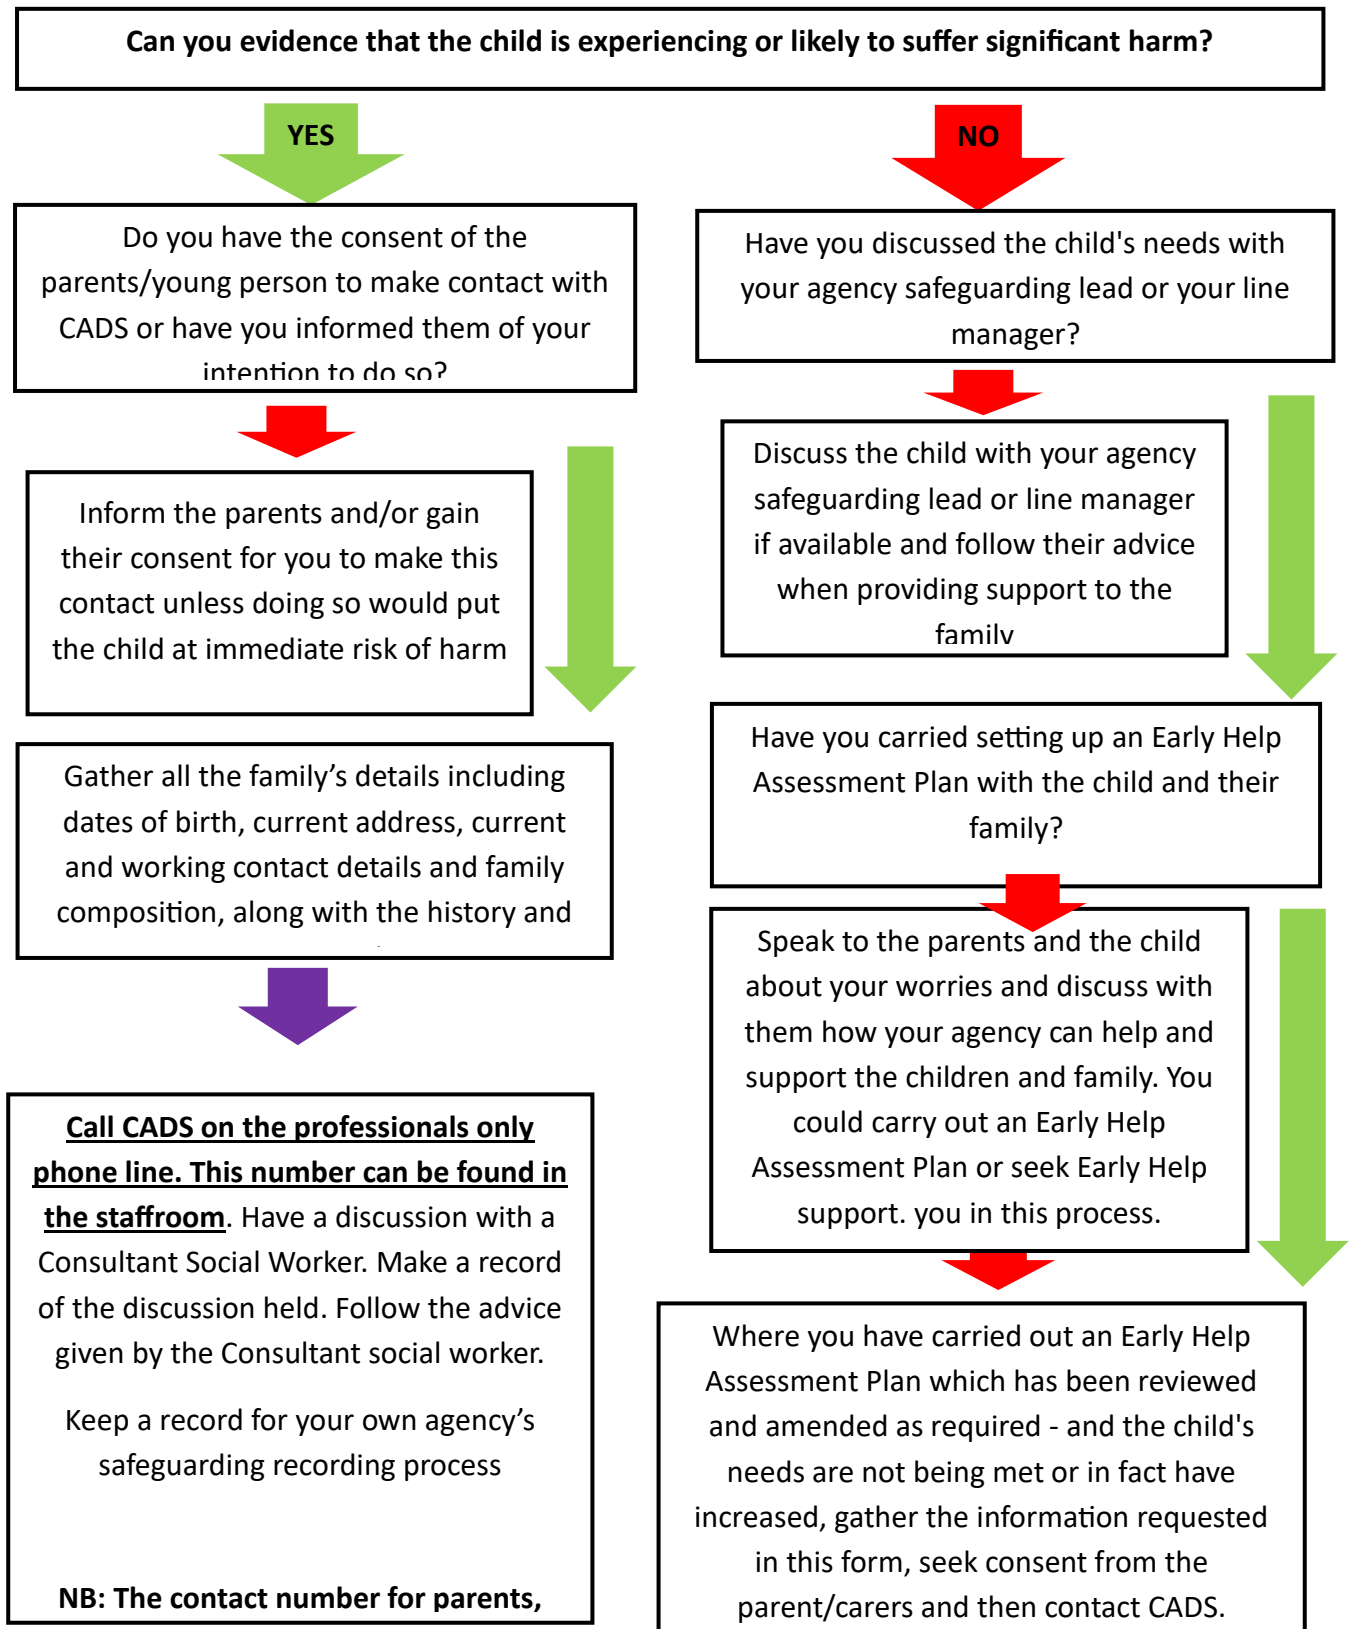 Can you evidence that the child is experiencing or likely to suffer significant harm?
YES
NO
Do you have the consent of the
parents/young person to make contact with
CADS or have you informed them of your
intention to do so?
Inform the parents and/or gain
their consent for you to make this
contact unless doing so would put
the child at immediate risk of harm
Gather all the family’s details including
dates of birth, current address, current
and working contact details and family
composition, along with the history and
Call CADS on the professionals only
phone line. This number can be found in
the staffroom. Have a discussion with a
Consultant Social Worker. Make a record
of the discussion held. Follow the advice
given by the Consultant social worker.
Keep a record for your own agency’s
safeguarding recording process
NB: The contact number for parents,
Have you discussed the child's needs with
your agency safeguarding lead or your line
manager?
Discuss the child with your agency
safeguarding lead or line manager
if available and follow their advice
when providing support to the
family
Have you carried setting up an Early Help
Assessment Plan with the child and their
family?
Speak to the parents and the child
about your worries and discuss with
them how your agency can help and
support the children and family. You
could carry out an Early Help
Assessment Plan or seek Early Help
support. you in this process.
Where you have carried out an Early Help
Assessment Plan which has been reviewed
and amended as required - and the child's
needs are not being met or in fact have
increased, gather the information requested
in this form, seek consent from the
parent/carers and then contact CADS.